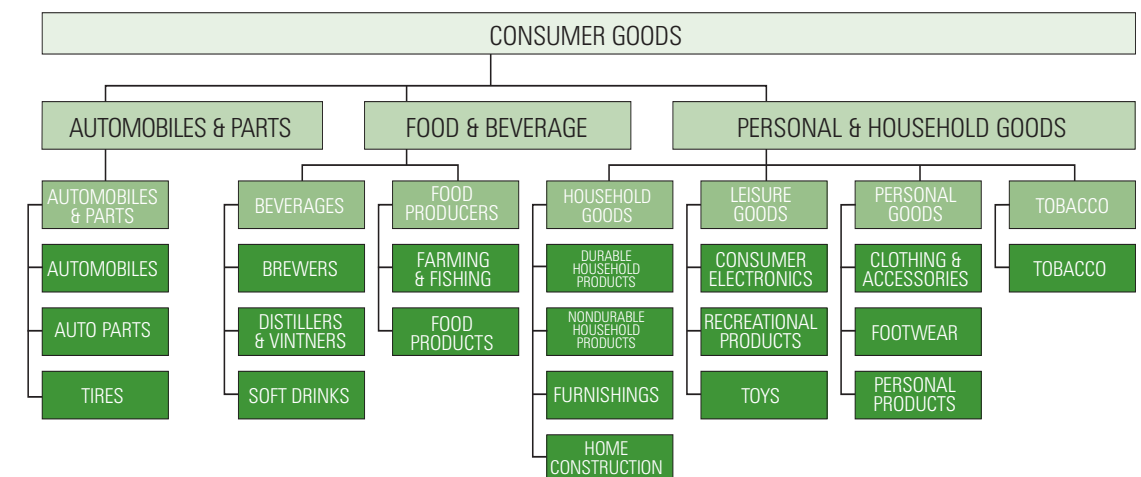 CONSUMER GOODS
AUTOMOBILES & PARTS
FOOD & BEVERAGE
PERSONAL & HOUSEHOLD GOODS
AUTOMOBILES
& PARTS
AUTOMOBILES
AUTO PARTS
TIRES
BEVERAGES
BREWERS
DISTILLERS
& VINTNERS
SOFT DRINKS
FOOD
PRODUCERS
FARMING
& FISHING
FOOD
PRODUCTS
HOUSEHOLD
GOODS
DURABLE
HOUSEHOLD
PRODUCTS
NONDURABLE
HOUSEHOLD
PRODUCTS
FURNISHINGS
HOME
CONSTRUCTION
LEISURE
GOODS
CONSUMER
ELECTRONICS
RECREATIONAL
PRODUCTS
TOYS
PERSONAL
GOODS
CLOTHING &
ACCESSORIES
FOOTWEAR
PERSONAL
PRODUCTS
TOBACCO
TOBACCO